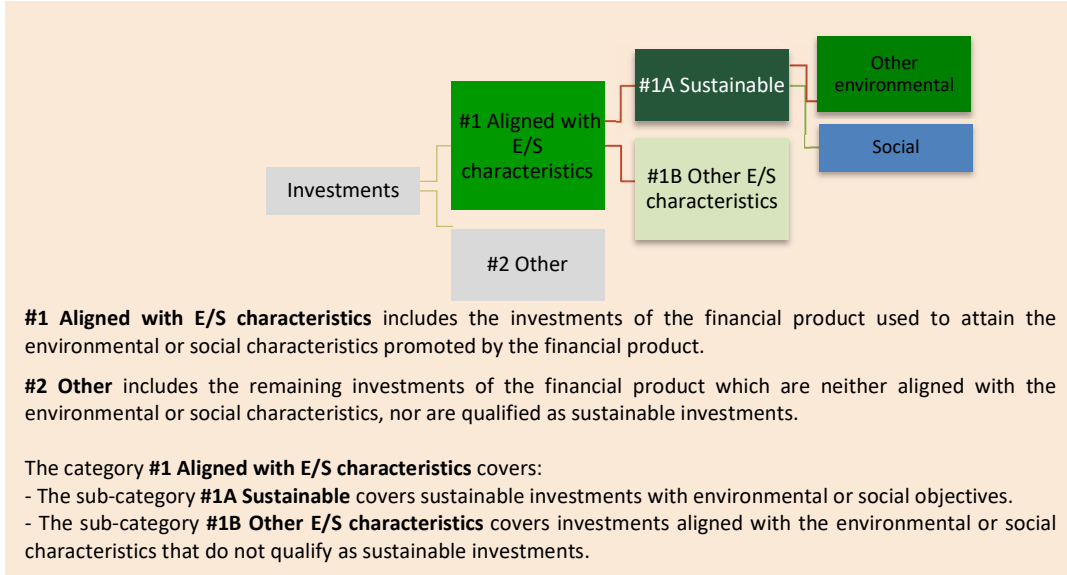 Other
environmental
#1A Sustainable
#1 Aligned with
E/S
characteristics
Social
#1B Other E/S
characteristics
Investments
#2 Other
#1 Aligned with E/S characteristics includes the investments of the financial product used to attain the
environmental or social characteristics promoted by the financial product.
#2 Other includes the remaining investments of the financial product which are neither aligned with the
environmental or social characteristics, nor are qualified as sustainable investments.
The category #1 Aligned with E/S characteristics covers:
- The sub-category #1A Sustainable covers sustainable investments with environmental or social objectives.
- The sub-category #1B Other E/S characteristics covers investments aligned with the environmental or social
characteristics that do not qualify as sustainable investments.